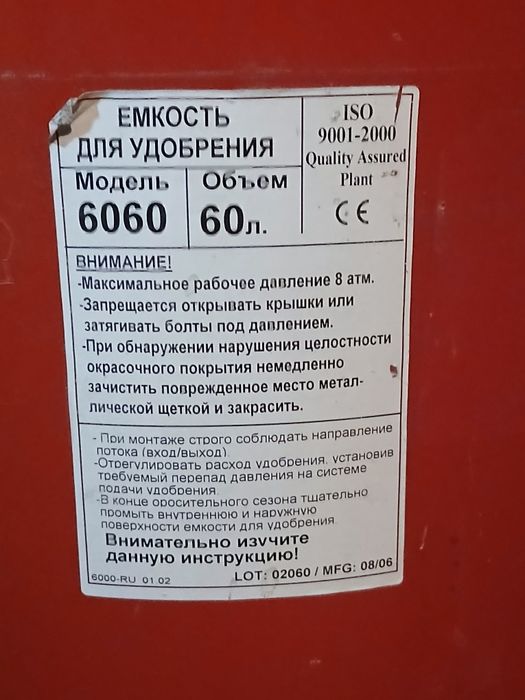 ЕМКОСТЬ
ДЛЯ УДОБРЕНИЯ
ISO
9001-2000
Quality Assured
Plant
CE
Модель
6060
Объем
60л.
ВНИМАНИЕ!
-Максимальное рабочее давление 8 атм.
-Запрещается открывать крышки или
затягивать болты под давлением.
-При обнаружении нарушения целостности
окрасочного покрытия немедленно
зачистить поврежденное место метал-
лической щеткой и закрасить.
- При монтаже строго соблюдать направление
потока (вход/выход).
-Отрегулировать расход удобрения, установив
требуемый перепад давления на системе
подачи удобрения.
-В конце оросительного сезона тщательно
промыть внутреннюю и наружную
поверхности емкости для удобрения.
Внимательно изучите
данную инструкцию!
6000-RU 01.02
LOT: 02060 / MFG: 08/06